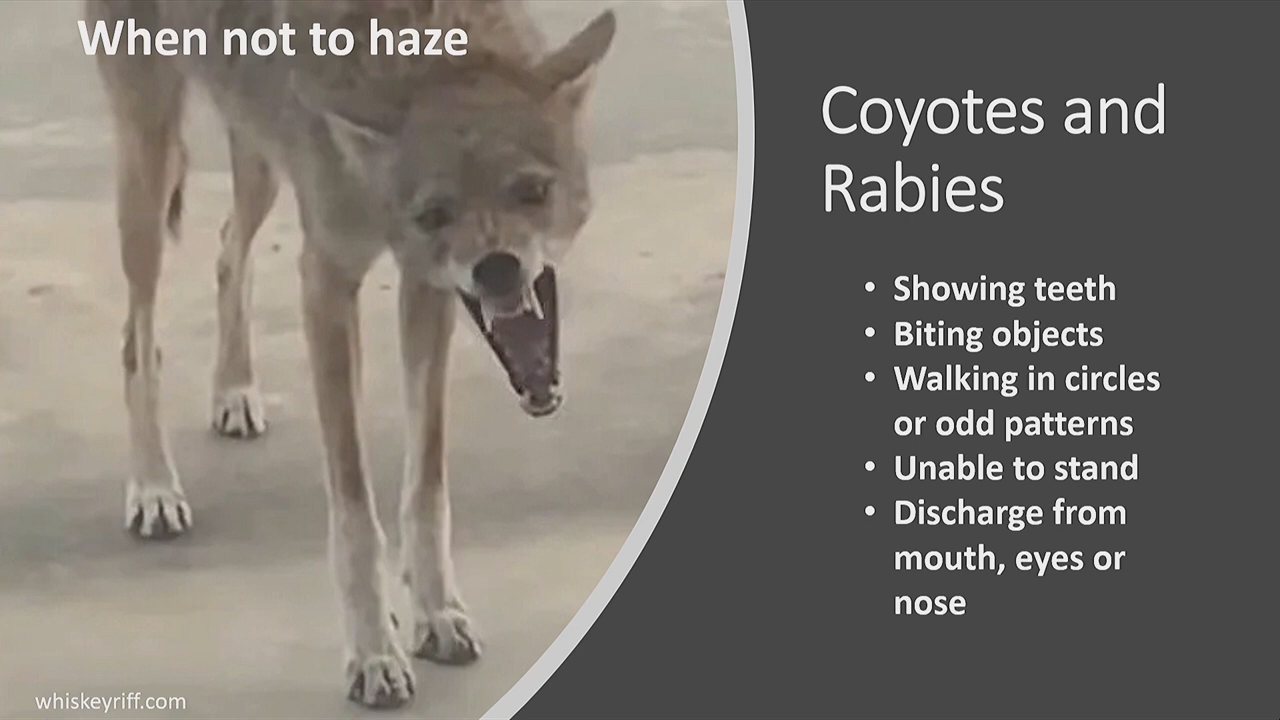 When not to haze
Coyotes and
Rabies
• Showing teeth
• Biting objects
• Walking in circles
or odd patterns
• Unable to stand
• Discharge from
mouth, eyes or
nose
whiskeyriff.com